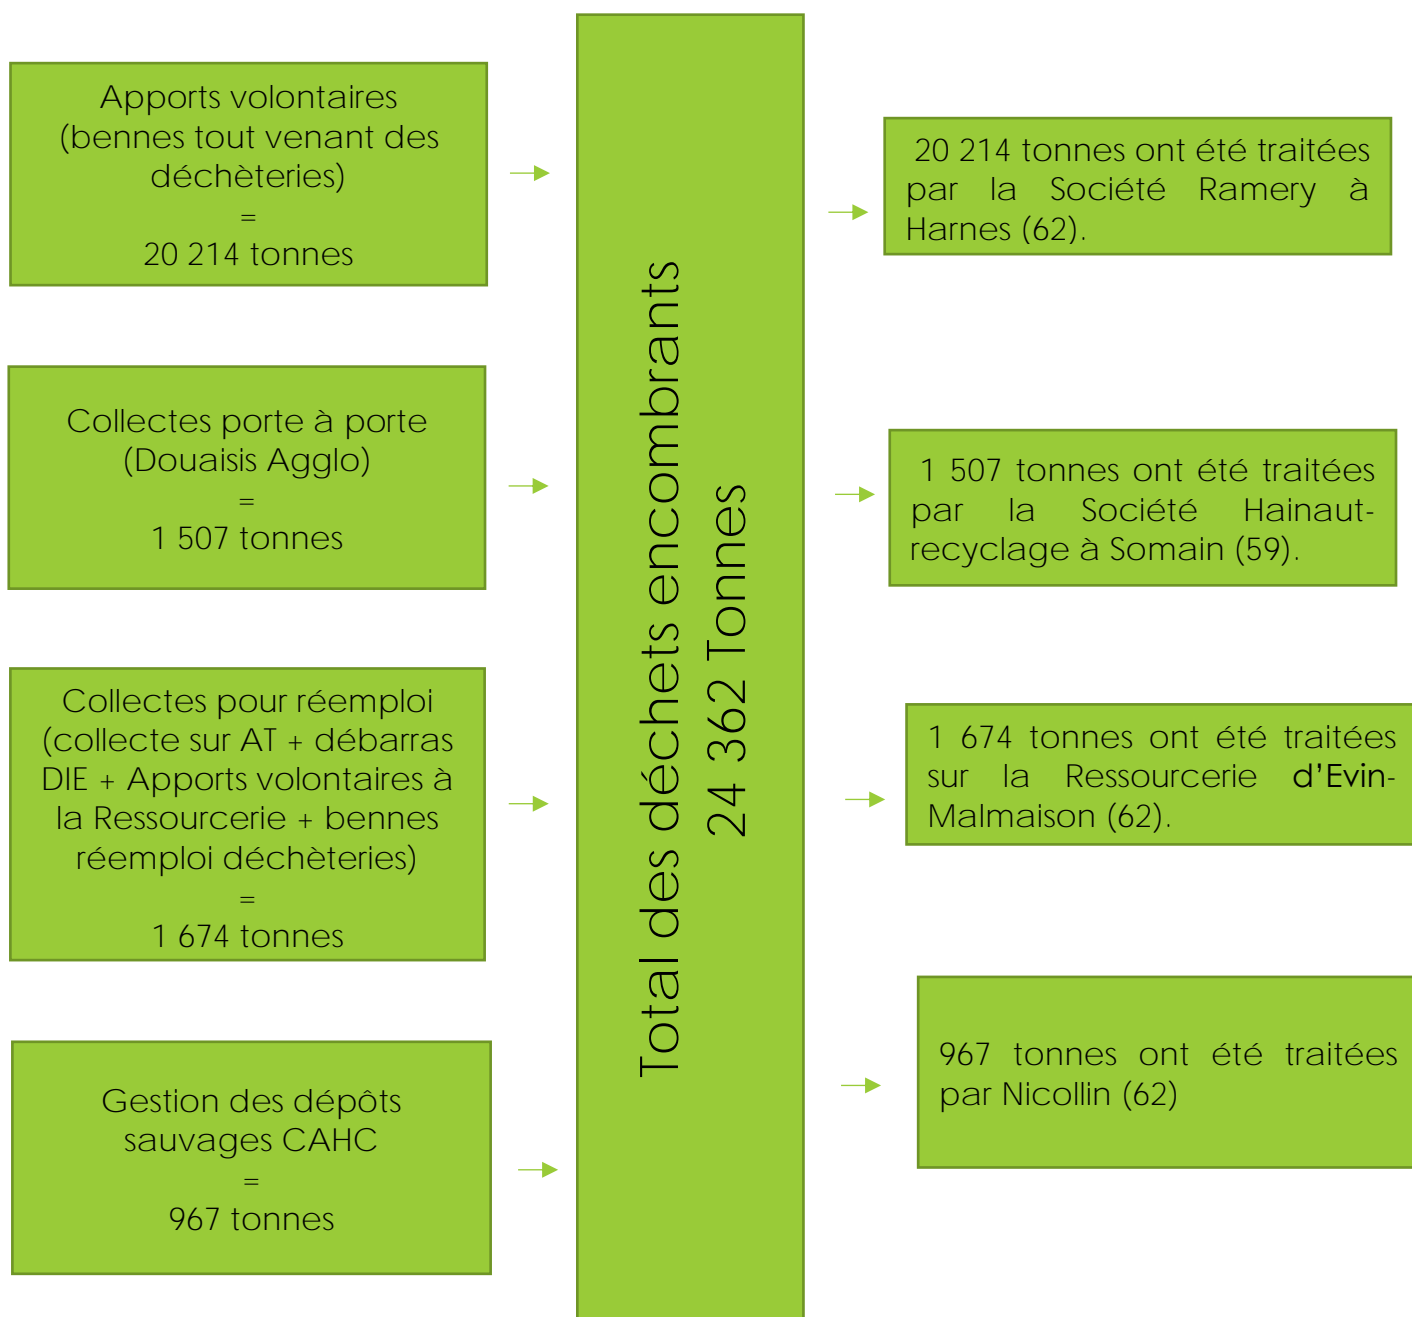 Apports volontaires
(bennes tout venant des
déchèteries)
=
20 214 tonnes
Collectes porte à porte
(Douaisis Agglo)
=
1 507 tonnes
Collectes pour réemploi
(collecte sur AT + débarras
DIE + Apports volontaires à
la Ressourcerie + bennes
réemploi déchèteries)
=
1 674 tonnes
Gestion des dépôts
sauvages CAHC
=
967 tonnes
Total des déchets encombrants
24 362 Tonnes
20 214 tonnes ont été traitées
par la Société Ramery à
Harnes (62).
1 507 tonnes ont été traitées
par la Société Hainaut-
recyclage à Somain (59).
1 674 tonnes ont été traitées
sur la Ressourcerie d'Evin-
Malmaison (62).
967 tonnes ont été traitées
par Nicollin (62)